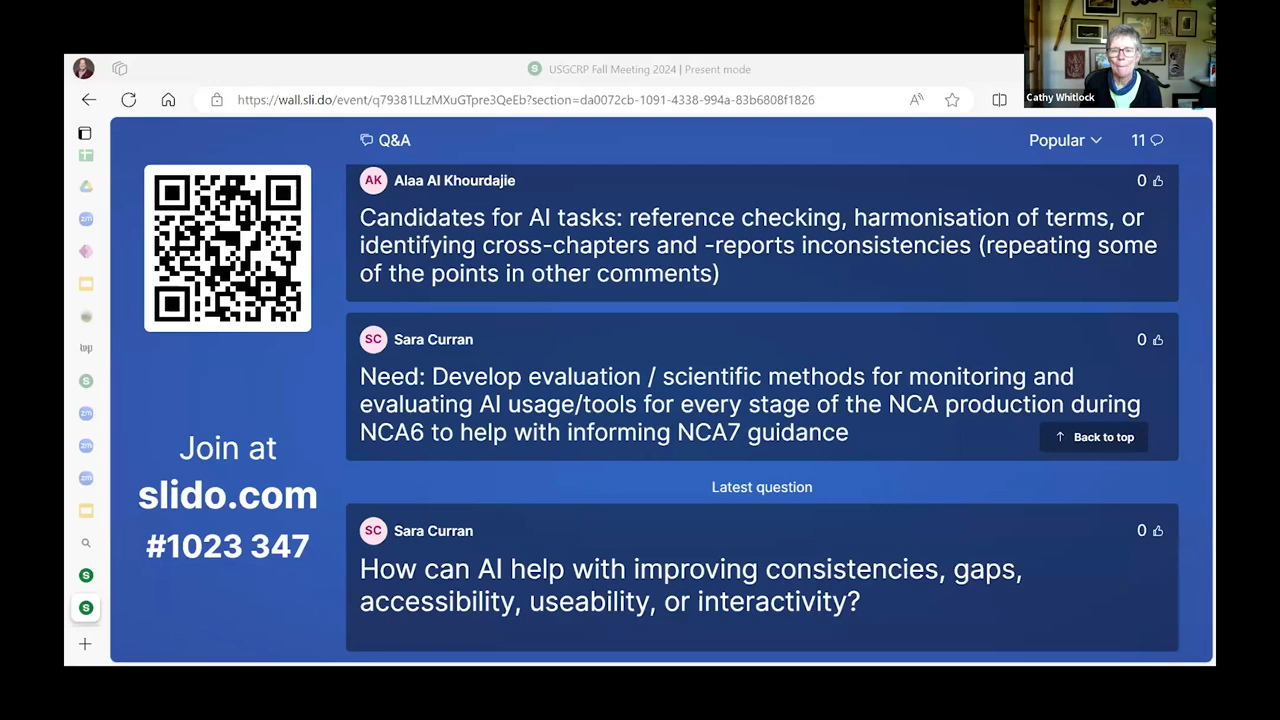 Cathy Whitlock
USGCRP Fall Meeting 2024 | Present mode
https://wall.sli.do/event/q79381LLzMXuGTpre3QeEb?section=da0072cb-1091-4338-994a-83b6808f1826
Q&A
Popular
11
AK
Alaa Al Khourdajie
0
Candidates for AI tasks: reference checking, harmonisation of terms, or
identifying cross-chapters and -reports inconsistencies (repeating some
of the points in other comments)
SC
Sara Curran
0
Need: Develop evaluation / scientific methods for monitoring and
evaluating AI usage/tools for every stage of the NCA production during
NCA6 to help with informing NCA7 guidance
↑ Back to top
Latest question
SC
Sara Curran
0
How can AI help with improving consistencies, gaps,
accessibility, useability, or interactivity?
Join at
slido.com
#1023 347
zm
wp
S
zm
zm
zm
S
S